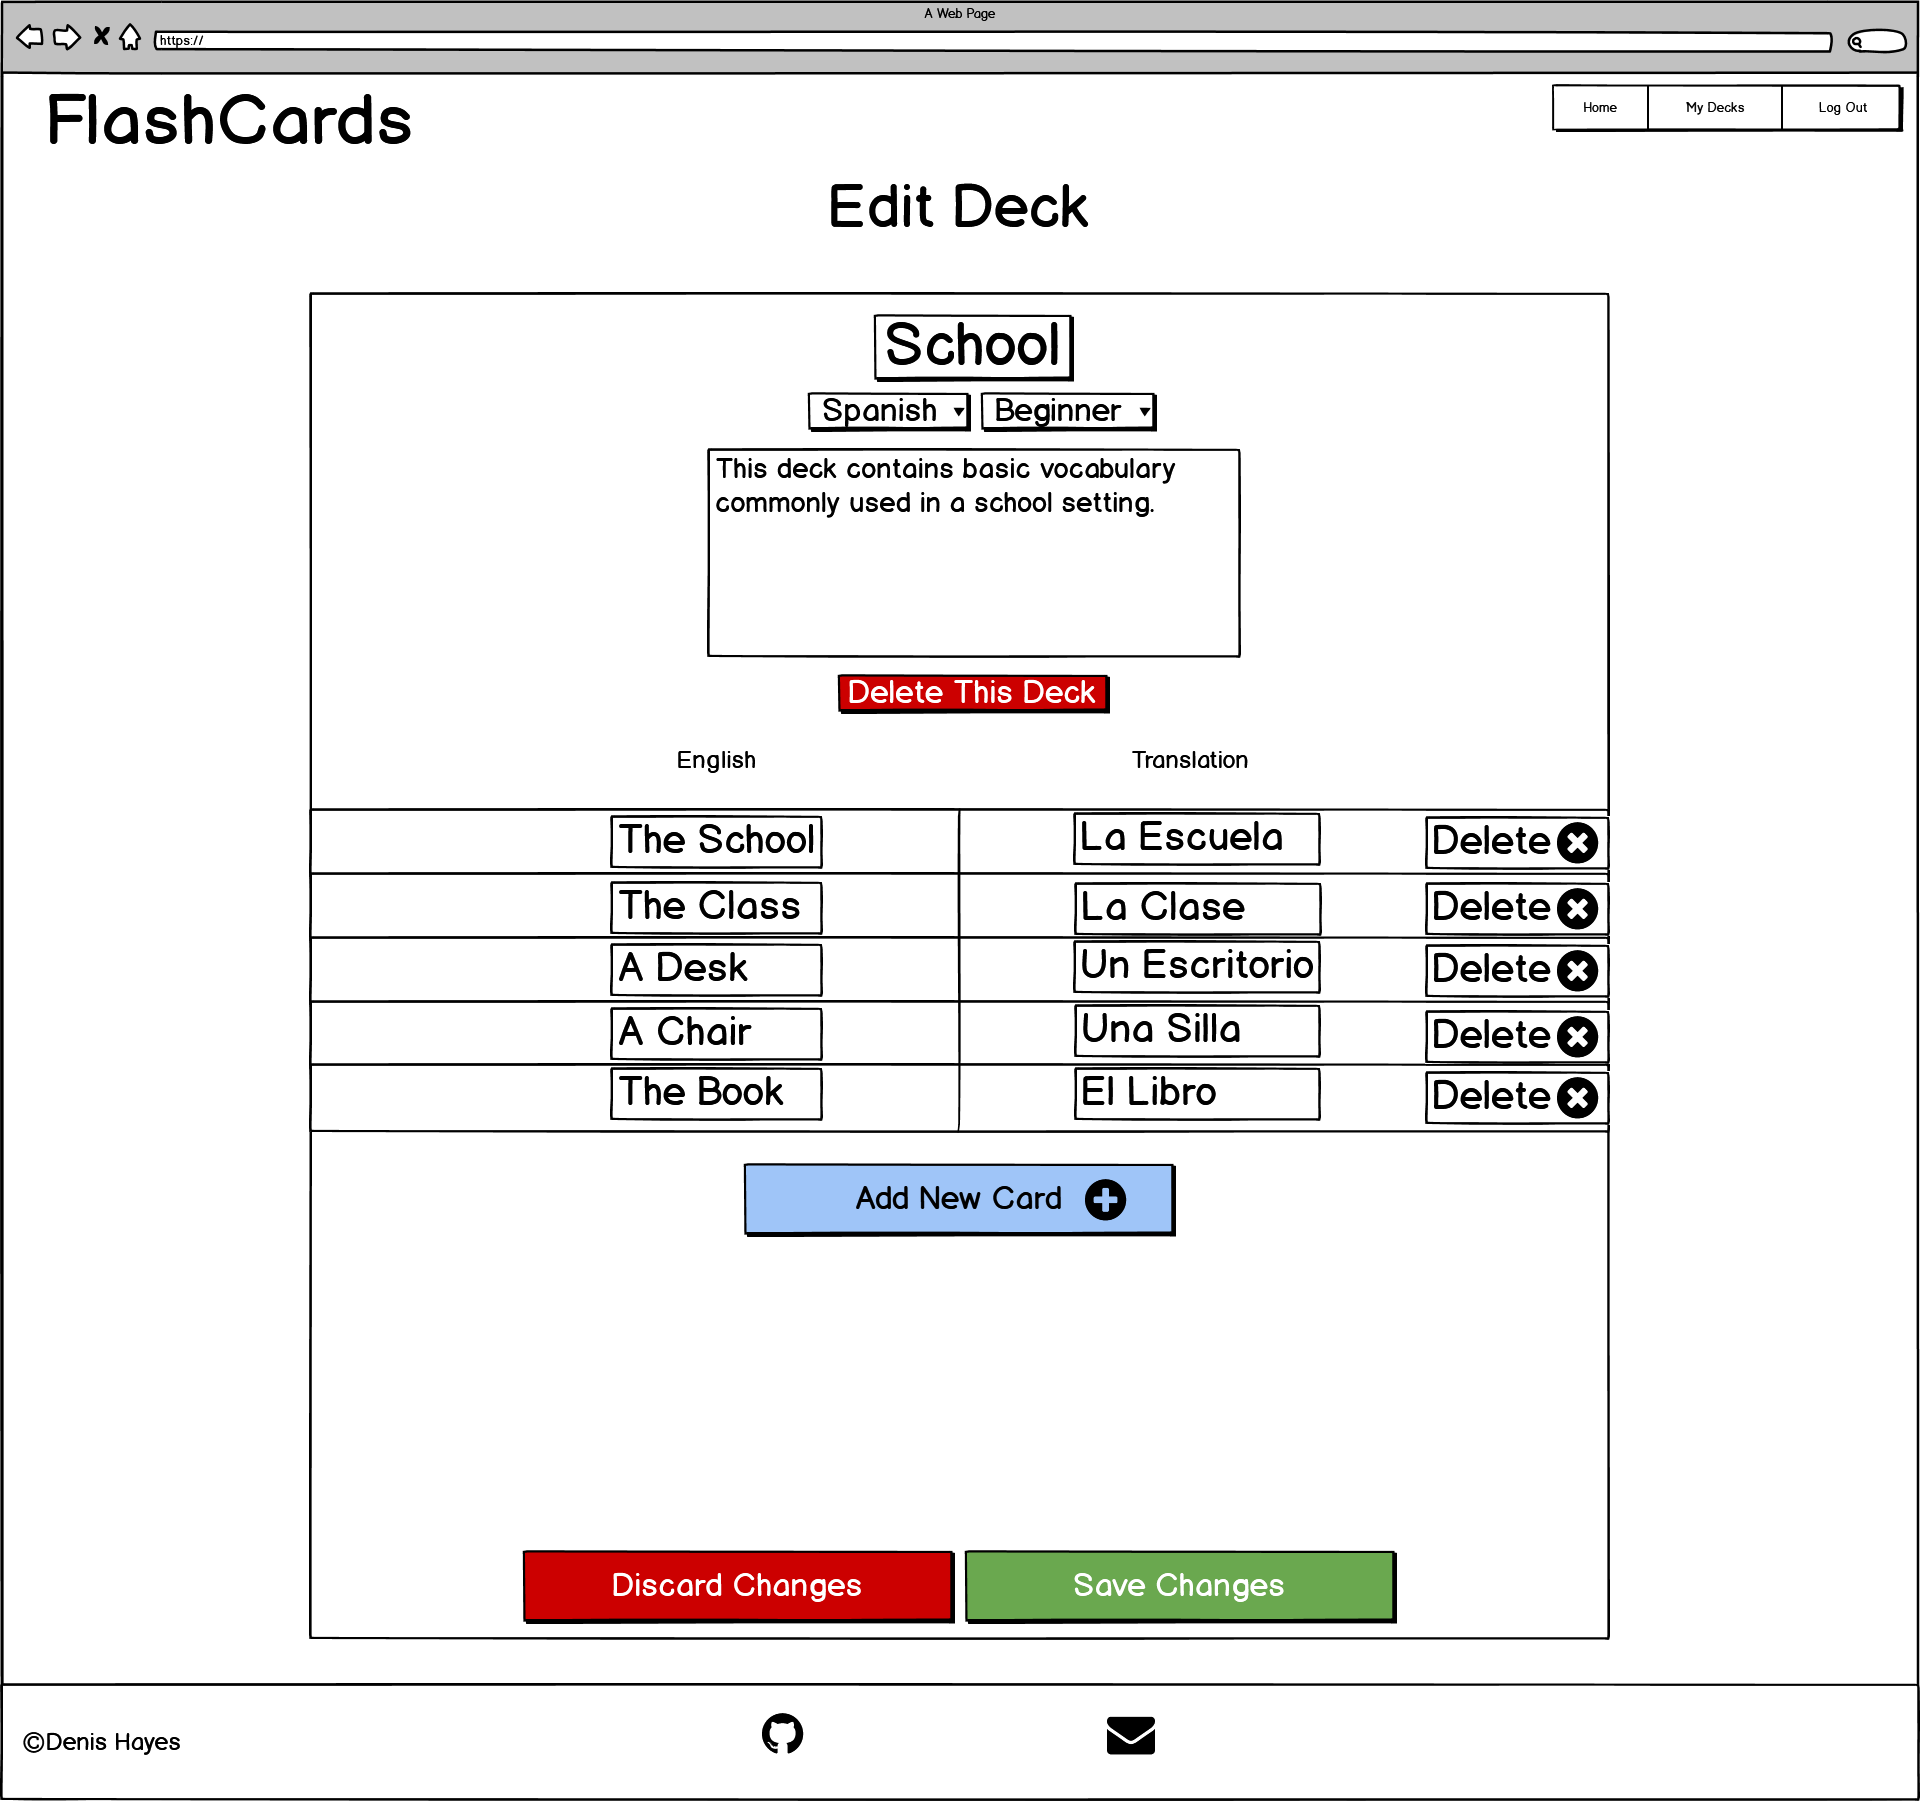 A Web Page
https://
FlashCards
Home
My Decks
Log Out
Edit Deck
School
Spanish
Beginner
This deck contains basic vocabulary
commonly used in a school setting.
Delete This Deck
English
Translation
The School
La Escuela
Delete
The Class
La Clase
Delete
A Desk
Un Escritorio
Delete
A Chair
Una Silla
Delete
The Book
El Libro
Delete
Add New Card
Discard Changes
Save Changes
©Denis Hayes